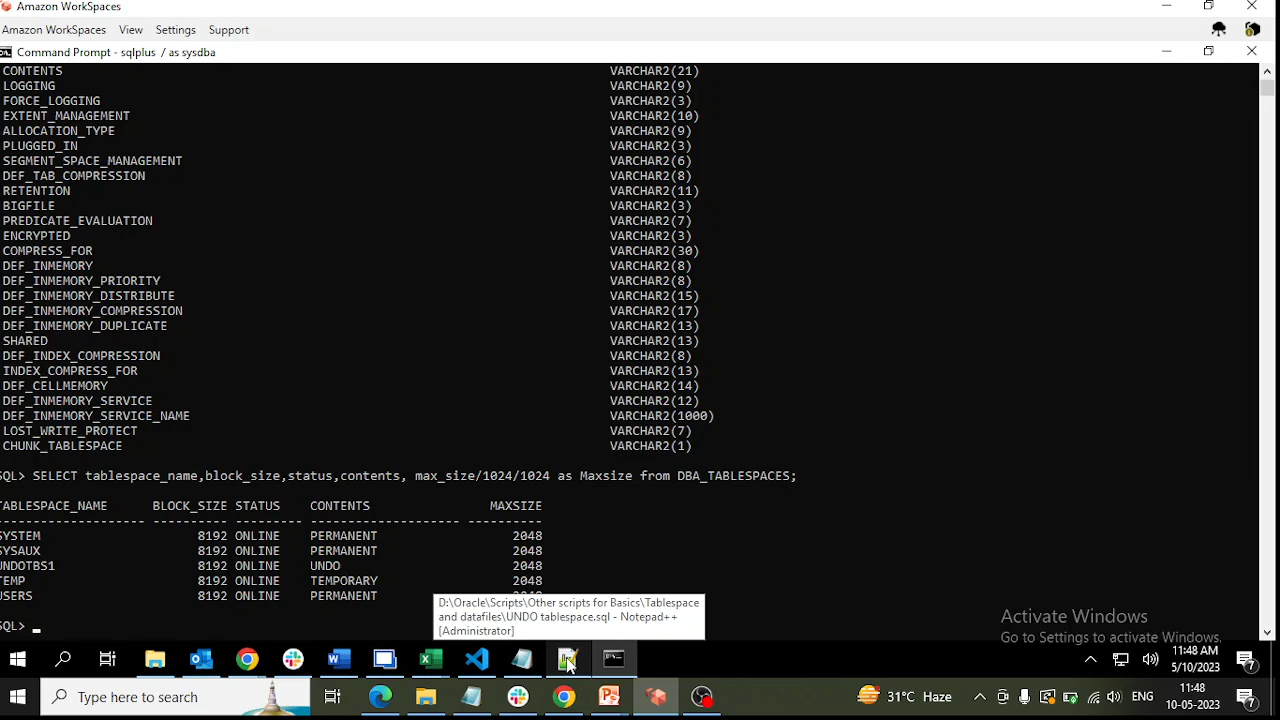 Amazon WorkSpaces
Amazon WorkSpaces View Settings Support
Command Prompt - sqlplus / as sysdba
CONTENTS VARCHAR2(21)
LOGGING VARCHAR2(9)
FORCE_LOGGING VARCHAR2(3)
EXTENT_MANAGEMENT VARCHAR2(10)
ALLOCATION_TYPE VARCHAR2(9)
PLUGGED_IN VARCHAR2(3)
SEGMENT_SPACE_MANAGEMENT VARCHAR2(6)
DEF_TAB_COMPRESSION VARCHAR2(8)
RETENTION VARCHAR2(11)
BIGFILE VARCHAR2(3)
PREDICATE_EVALUATION VARCHAR2(7)
ENCRYPTED VARCHAR2(3)
COMPRESS_FOR VARCHAR2(30)
DEF_INMEMORY VARCHAR2(8)
DEF_INMEMORY_PRIORITY VARCHAR2(8)
DEF_INMEMORY_DISTRIBUTE VARCHAR2(15)
DEF_INMEMORY_COMPRESSION VARCHAR2(17)
DEF_INMEMORY_DUPLICATE VARCHAR2(13)
SHARED VARCHAR2(13)
DEF_INDEX_COMPRESSION VARCHAR2(8)
INDEX_COMPRESS_FOR VARCHAR2(13)
DEF_CELLMEMORY VARCHAR2(14)
DEF_INMEMORY_SERVICE VARCHAR2(12)
DEF_INMEMORY_SERVICE_NAME VARCHAR2(1000)
LOST_WRITE_PROTECT VARCHAR2(7)
CHUNK_TABLESPACE VARCHAR2(1)
SQL> SELECT tablespace_name,block_size,status,contents, max_size/1024/1024 as Maxsize from DBA_TABLESPACES;
TABLESPACE_NAME BLOCK_SIZE STATUS CONTENTS MAXSIZE
SYSTEM 8192 ONLINE PERMANENT 2048
SYSAUX 8192 ONLINE PERMANENT 2048
UNDOTBS1 8192 ONLINE UNDO 2048
TEMP 8192 ONLINE TEMPORARY 2048
USERS 8192 ONLINE PERMANENT
D:\Oracle\Scripts\Other scripts for Basics\Tablespace
and datafiles\UNDO tablespace.sql - Notepad++
[Administrator]
SQL>
Activate Windows
Go to Settings to activate Windows.
11:48 AM
5/10/2023
7
Type here to search
31°C Haze
ENG
11:48
10-05-2023
7